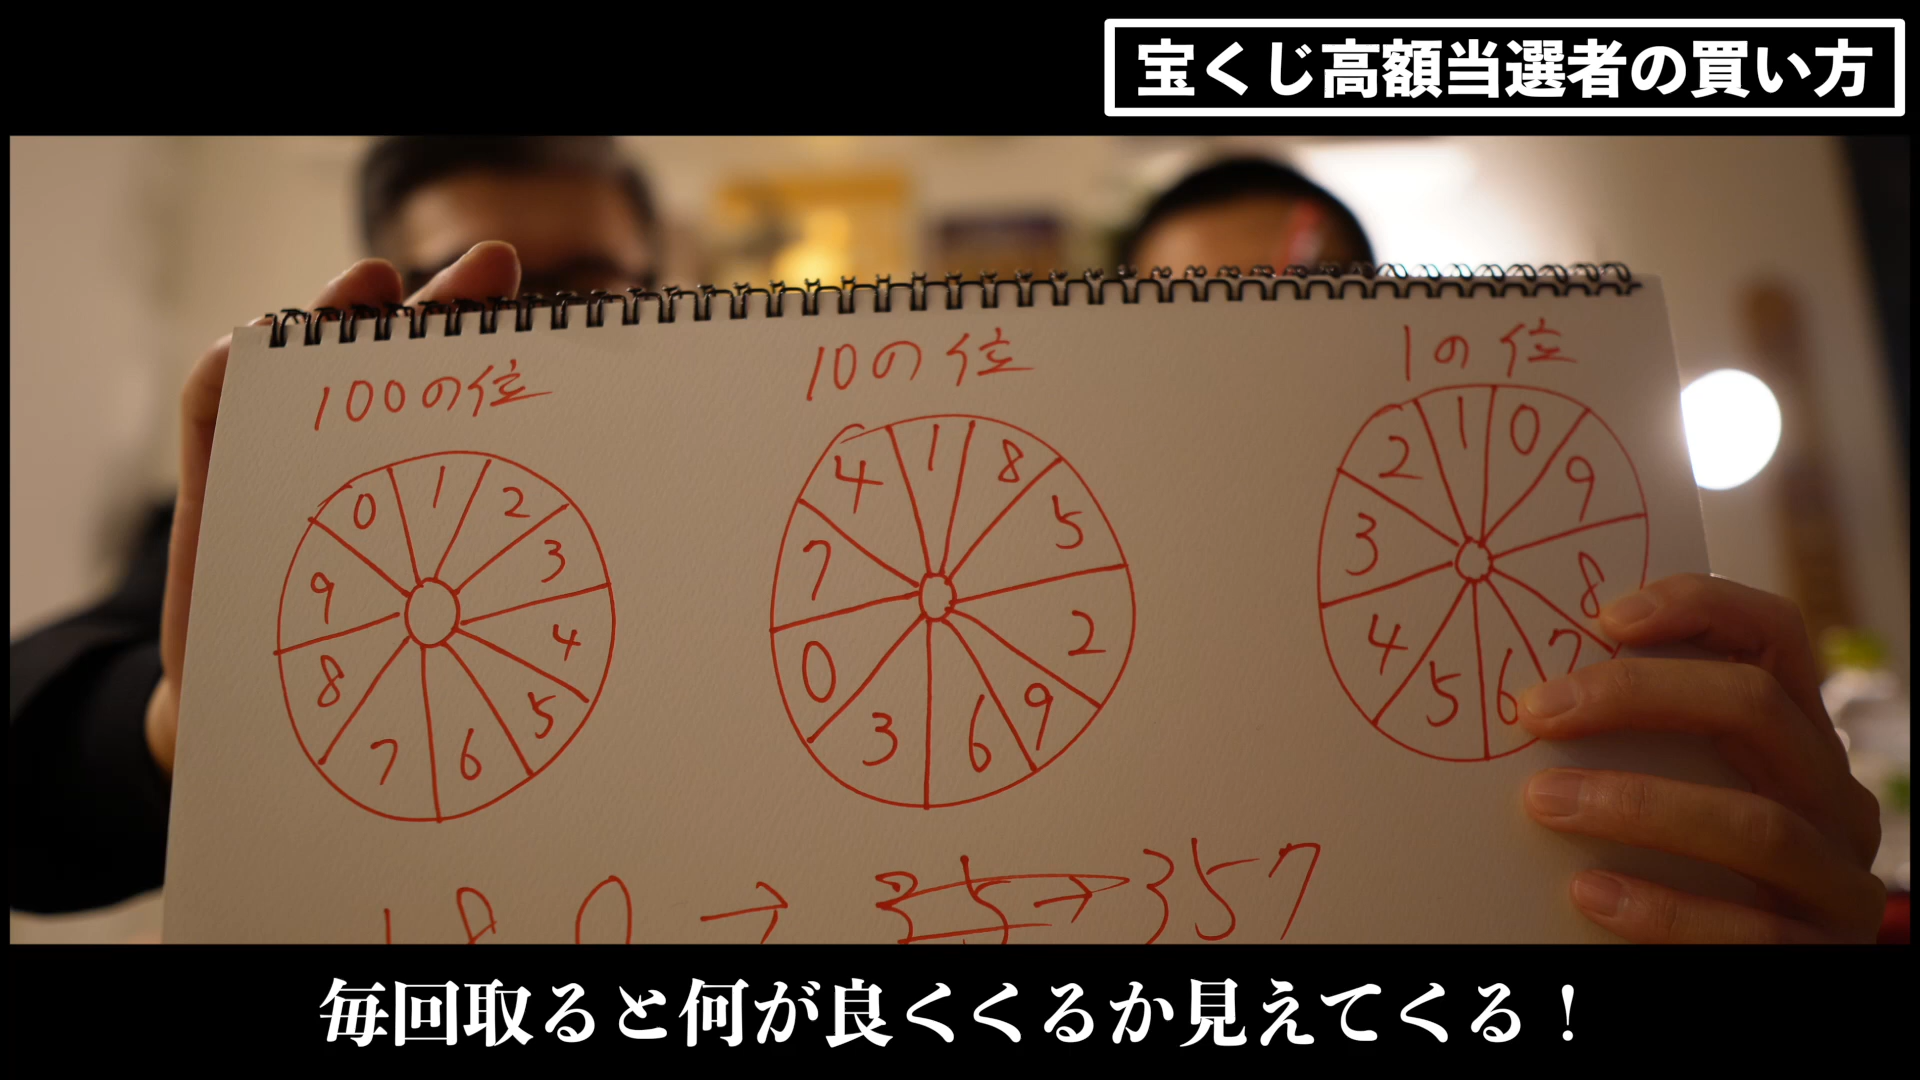 宝くじ高額当選者の買い方
100の位 10の位 1の位
0 1 2 3 4 5 6 7 8 9
4 1 8 5 2 9 6 3 0 7
2 1 0 9 8 7 6 5 4 3
180 → 35 → 357
毎回取ると何が良くくるか見えてくる!